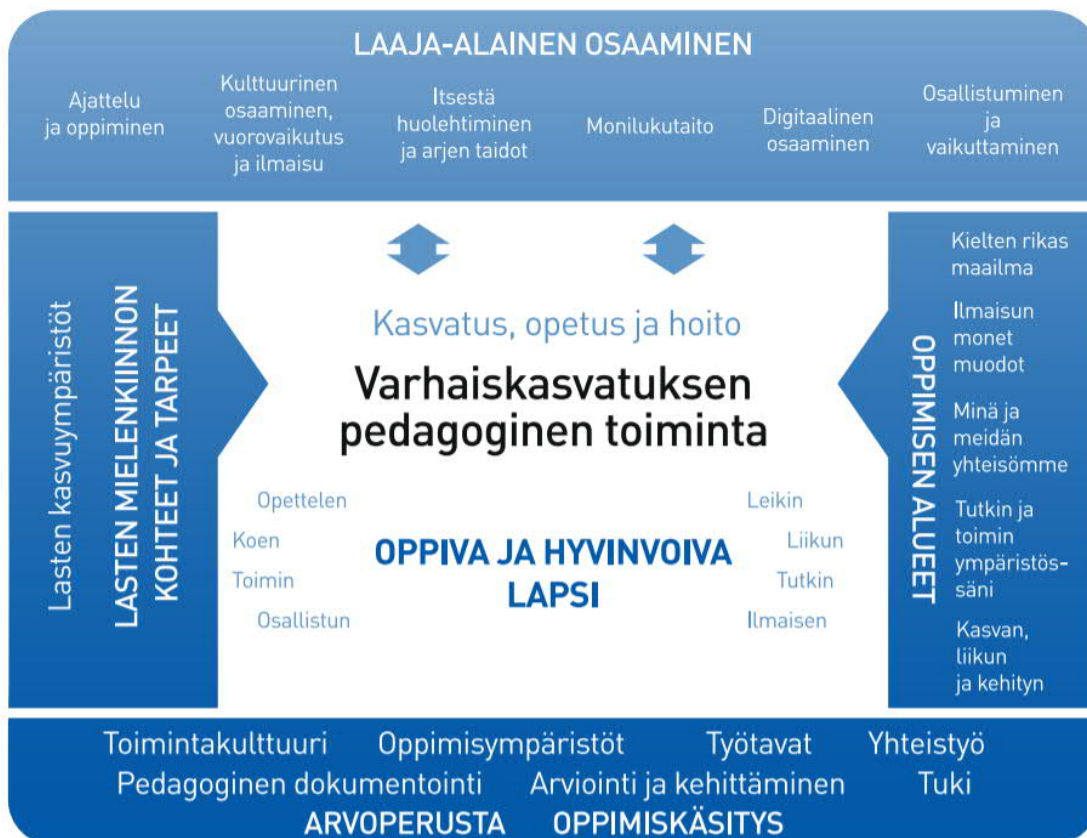 LAAJA-ALAINEN OSAAMINEN
Ajattelu
ja oppiminen
Kulttuurinen
osaaminen,
vuorovaikutus
ja ilmaisu
Itsestä
huolehtiminen
ja arjen taidot
Monilukutaito
Digitaalinen
osaaminen
Osallistuminen
ja
vaikuttaminen
Lasten kasvuympäristöt
LASTEN MIELENKIINNON
KOHTEET JA TARPEET
Kasvatus, opetus ja hoito
Varhaiskasvatuksen
pedagoginen toiminta
Opettelen
Koen
Toimin
Osallistun
OPPIVA JA HYVINVOIVA
LAPSI
Leikin
Liikun
Tutkin
Ilmaisen
OPPIMISEN ALUEET
Kielten rikas
maailma
Ilmaisun
monet
muodot
Minä ja
meidän
yhteisömme
Tutkin ja
toimin
ympäristös-
säni
Kasvan,
liikun
ja kehityn
Toimintakulttuuri Oppimisympäristöt Työtavat Yhteistyö
Pedagoginen dokumentointi Arviointi ja kehittäminen Tuki
ARVOPERUSTA OPPIMISKÄSITYS